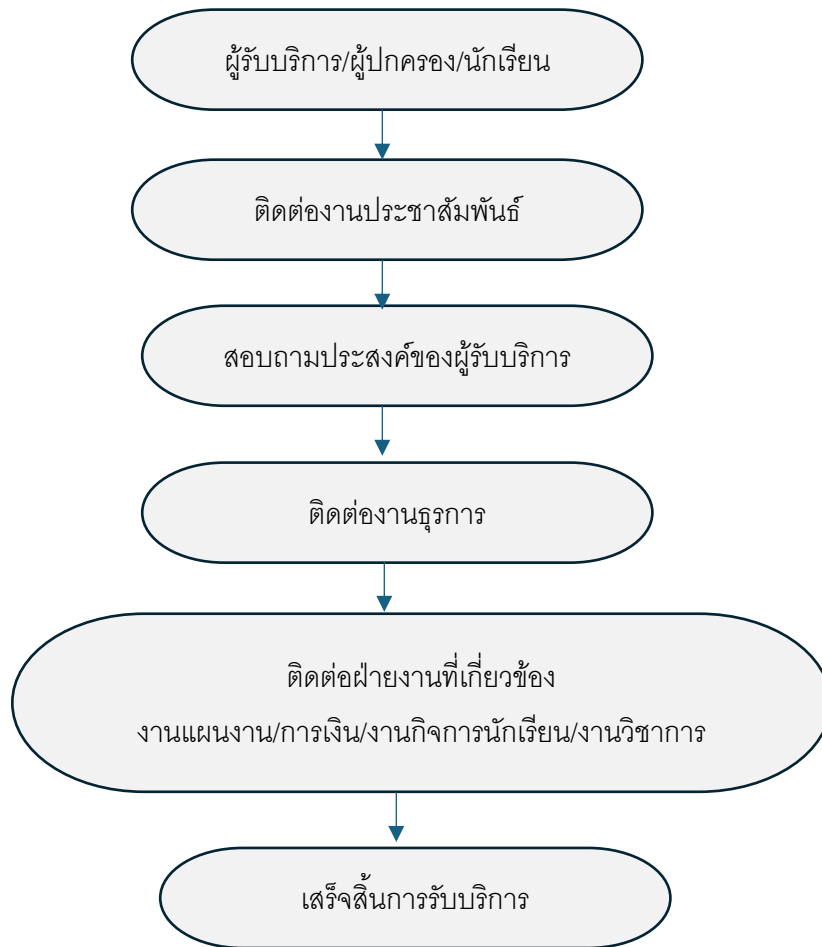 ผู้รับบริการ/ผู้ปกครอง/นักเรียน
ติดต่องานประชาสัมพันธ์
สอบถามประสงค์ของผู้รับบริการ
ติดต่องานธุรการ
ติดต่อฝ่ายงานที่เกี่ยวข้อง
งานแผนงาน/การเงิน/งานกิจการนักเรียน/งานวิชาการ
เสร็จสิ้นการรับบริการ